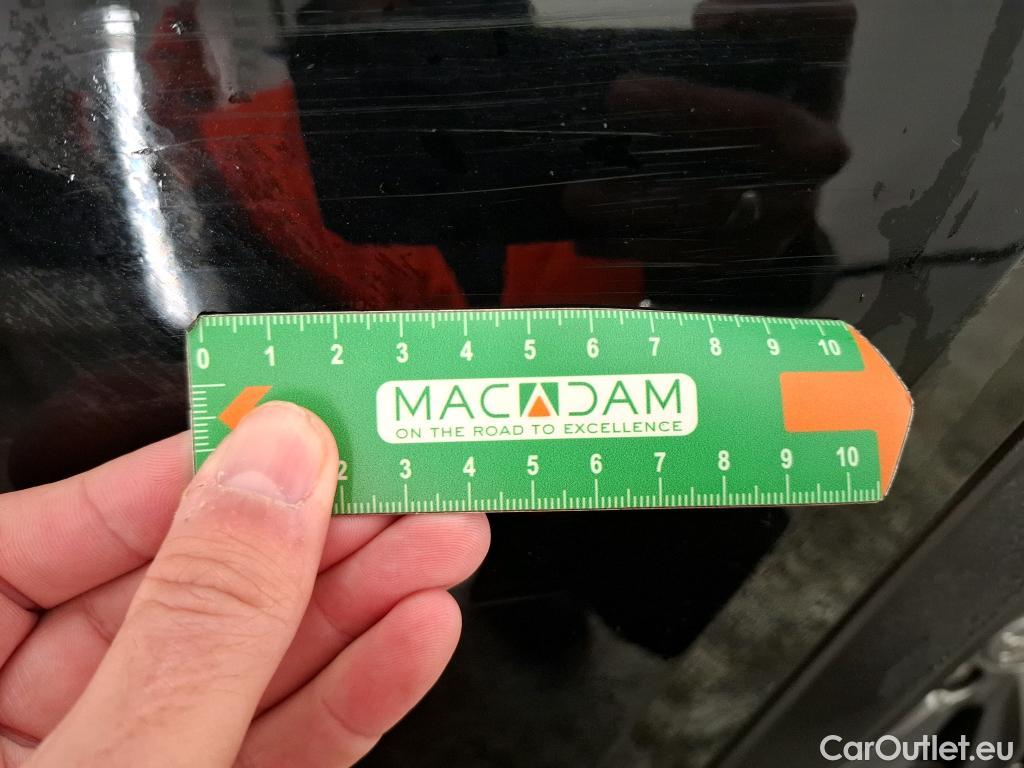 0 1 2 3 4 5 6 7 8 9 10
MACADAM
ON THE ROAD TO EXCELLENCE
2 3 4 5 6 7 8 9 10
CarOutlet.eu